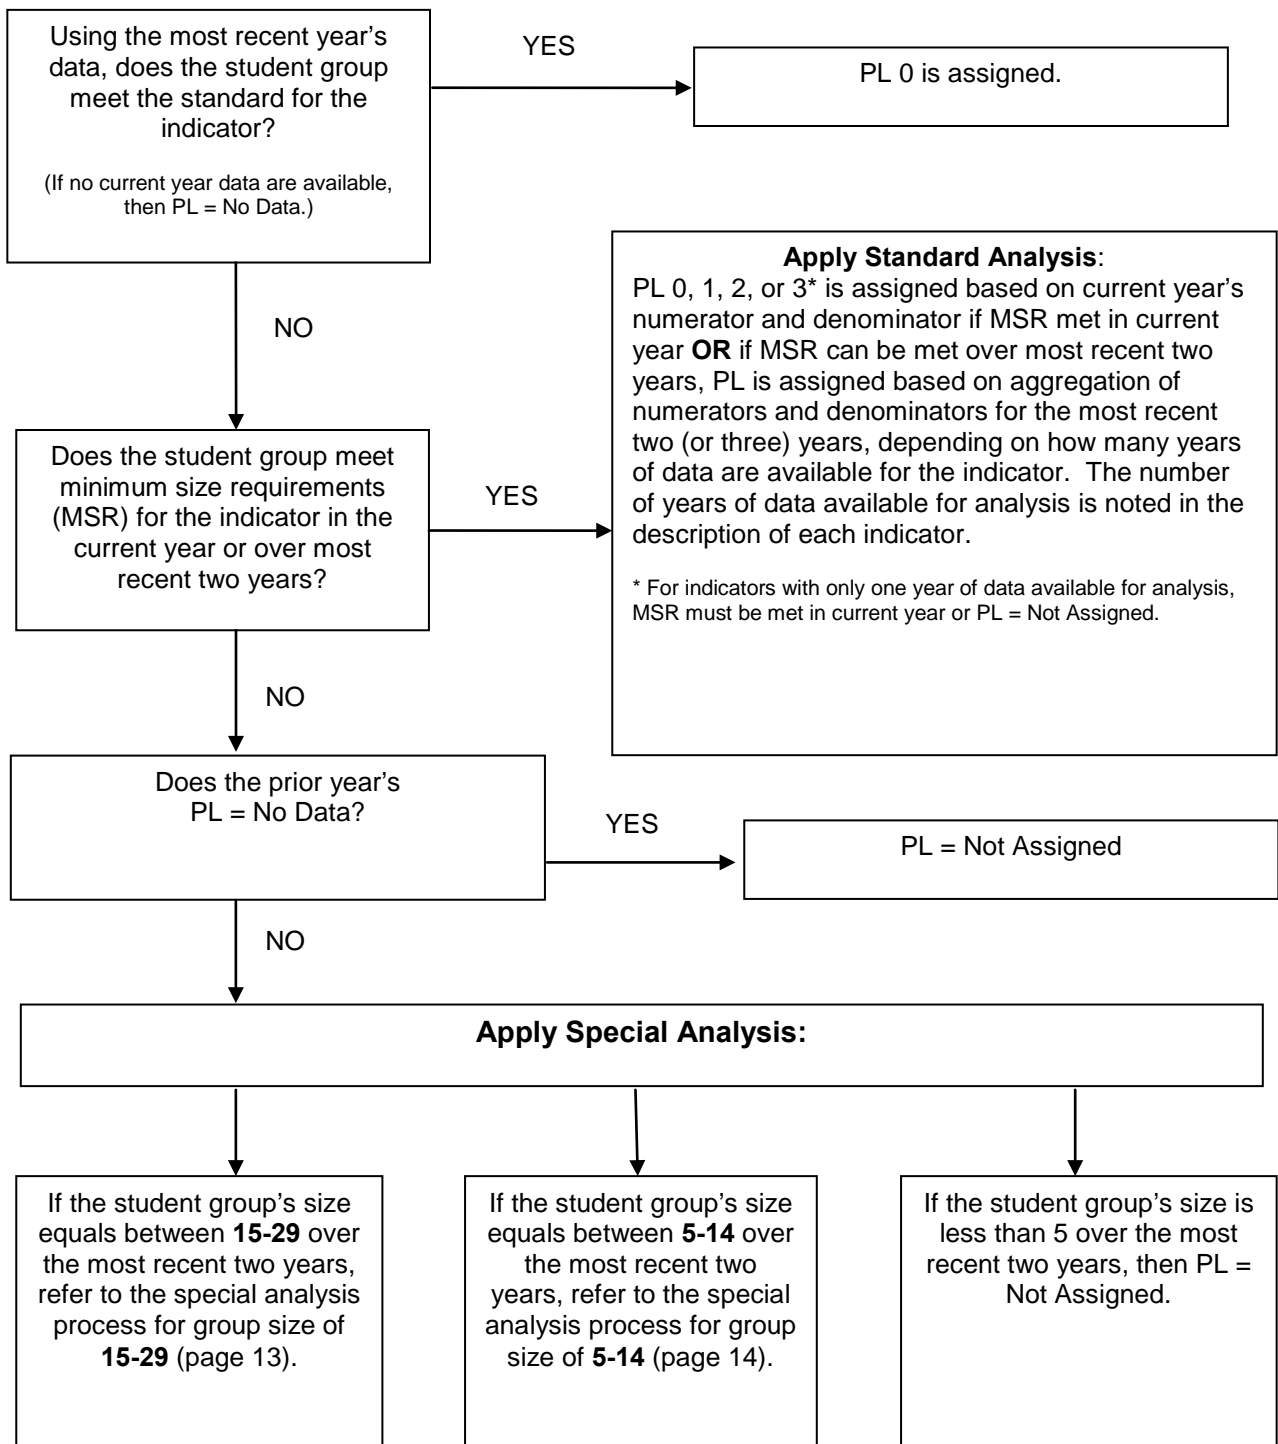 Using the most recent year's
data, does the student group
meet the standard for the
indicator?
(If no current year data are available,
then PL = No Data.)
YES
PL 0 is assigned.
NO
Apply Standard Analysis:
PL 0, 1, 2, or 3* is assigned based on current year's
numerator and denominator if MSR met in current
year OR if MSR can be met over most recent two
years, PL is assigned based on aggregation of
numerators and denominators for the most recent
two (or three) years, depending on how many years
of data are available for the indicator. The number
of years of data available for analysis is noted in the
description of each indicator.
* For indicators with only one year of data available for analysis,
MSR must be met in current year or PL = Not Assigned.
Does the student group meet
minimum size requirements
(MSR) for the indicator in the
current year or over most
recent two years?
YES
NO
Does the prior year's
PL = No Data?
YES
PL = Not Assigned
NO
Apply Special Analysis:
If the student group's size
equals between 15-29 over
the most recent two years,
refer to the special analysis
process for group size of
15-29 (page 13).
If the student group's size
equals between 5-14 over
the most recent two
years, refer to the special
analysis process for group
size of 5-14 (page 14).
If the student group's size is
less than 5 over the most
recent two years, then PL =
Not Assigned.